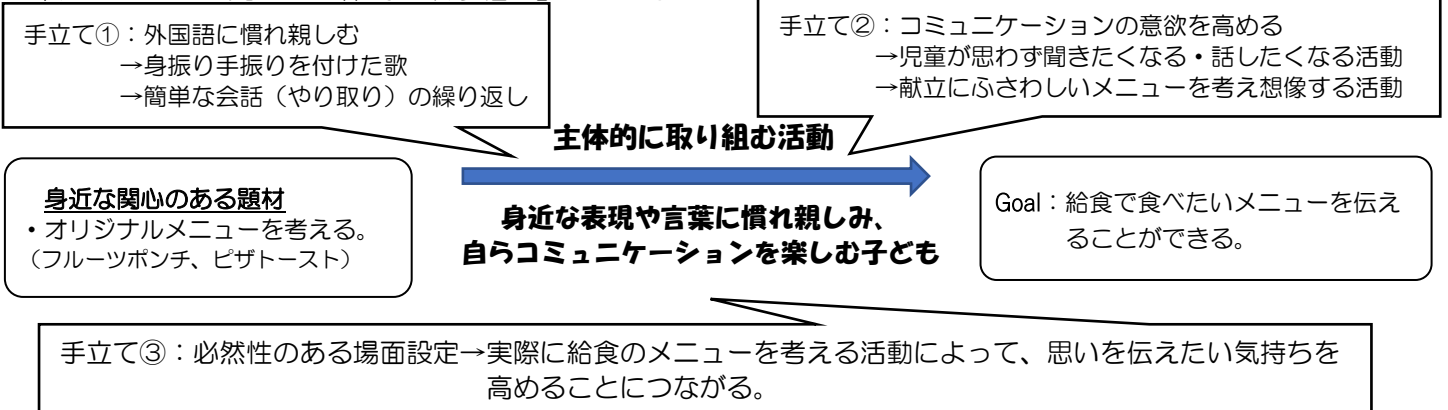 手立て①：外国語に慣れ親しむ
→身振り手振りを付けた歌
→簡単な会話（やり取り）の繰り返し
手立て②：コミュニケーションの意欲を高める
→児童が思わず聞きたくなる・話したくなる活動
→献立にふさわしいメニューを考え想像する活動
主体的に取り組む活動
身近な関心のある題材
・オリジナルメニューを考える。
（フルーツポンチ、ピザトースト）
身近な表現や言葉に慣れ親しみ、
自らコミュニケーションを楽しむ子ども
Goal：給食で食べたいメニューを伝え
ることができる。
手立て③：必然性のある場面設定→実際に給食のメニューを考える活動によって、思いを伝えたい気持ちを
高めることにつながる。